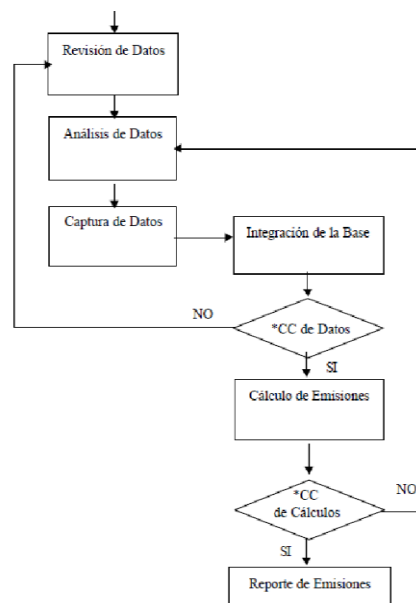 Revisión de Datos
Análisis de Datos
Captura de Datos
Integración de la Base
NO
*CC de Datos
SI
Cálculo de Emisiones
*CC
de Cálculos
NO
SI
Reporte de Emisiones